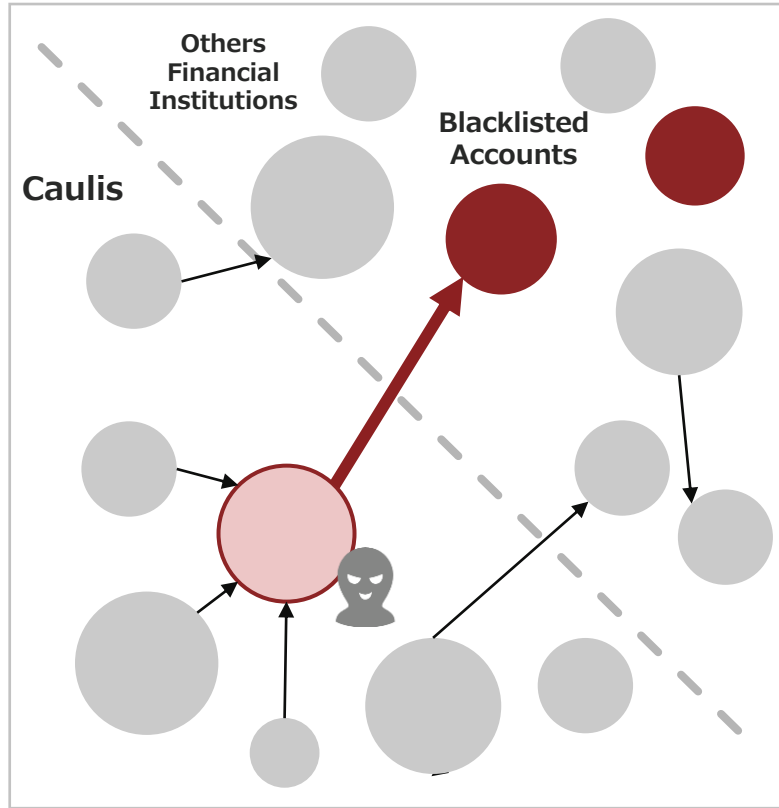 Others
Financial
Institutions
Blacklisted
Accounts
Caulis